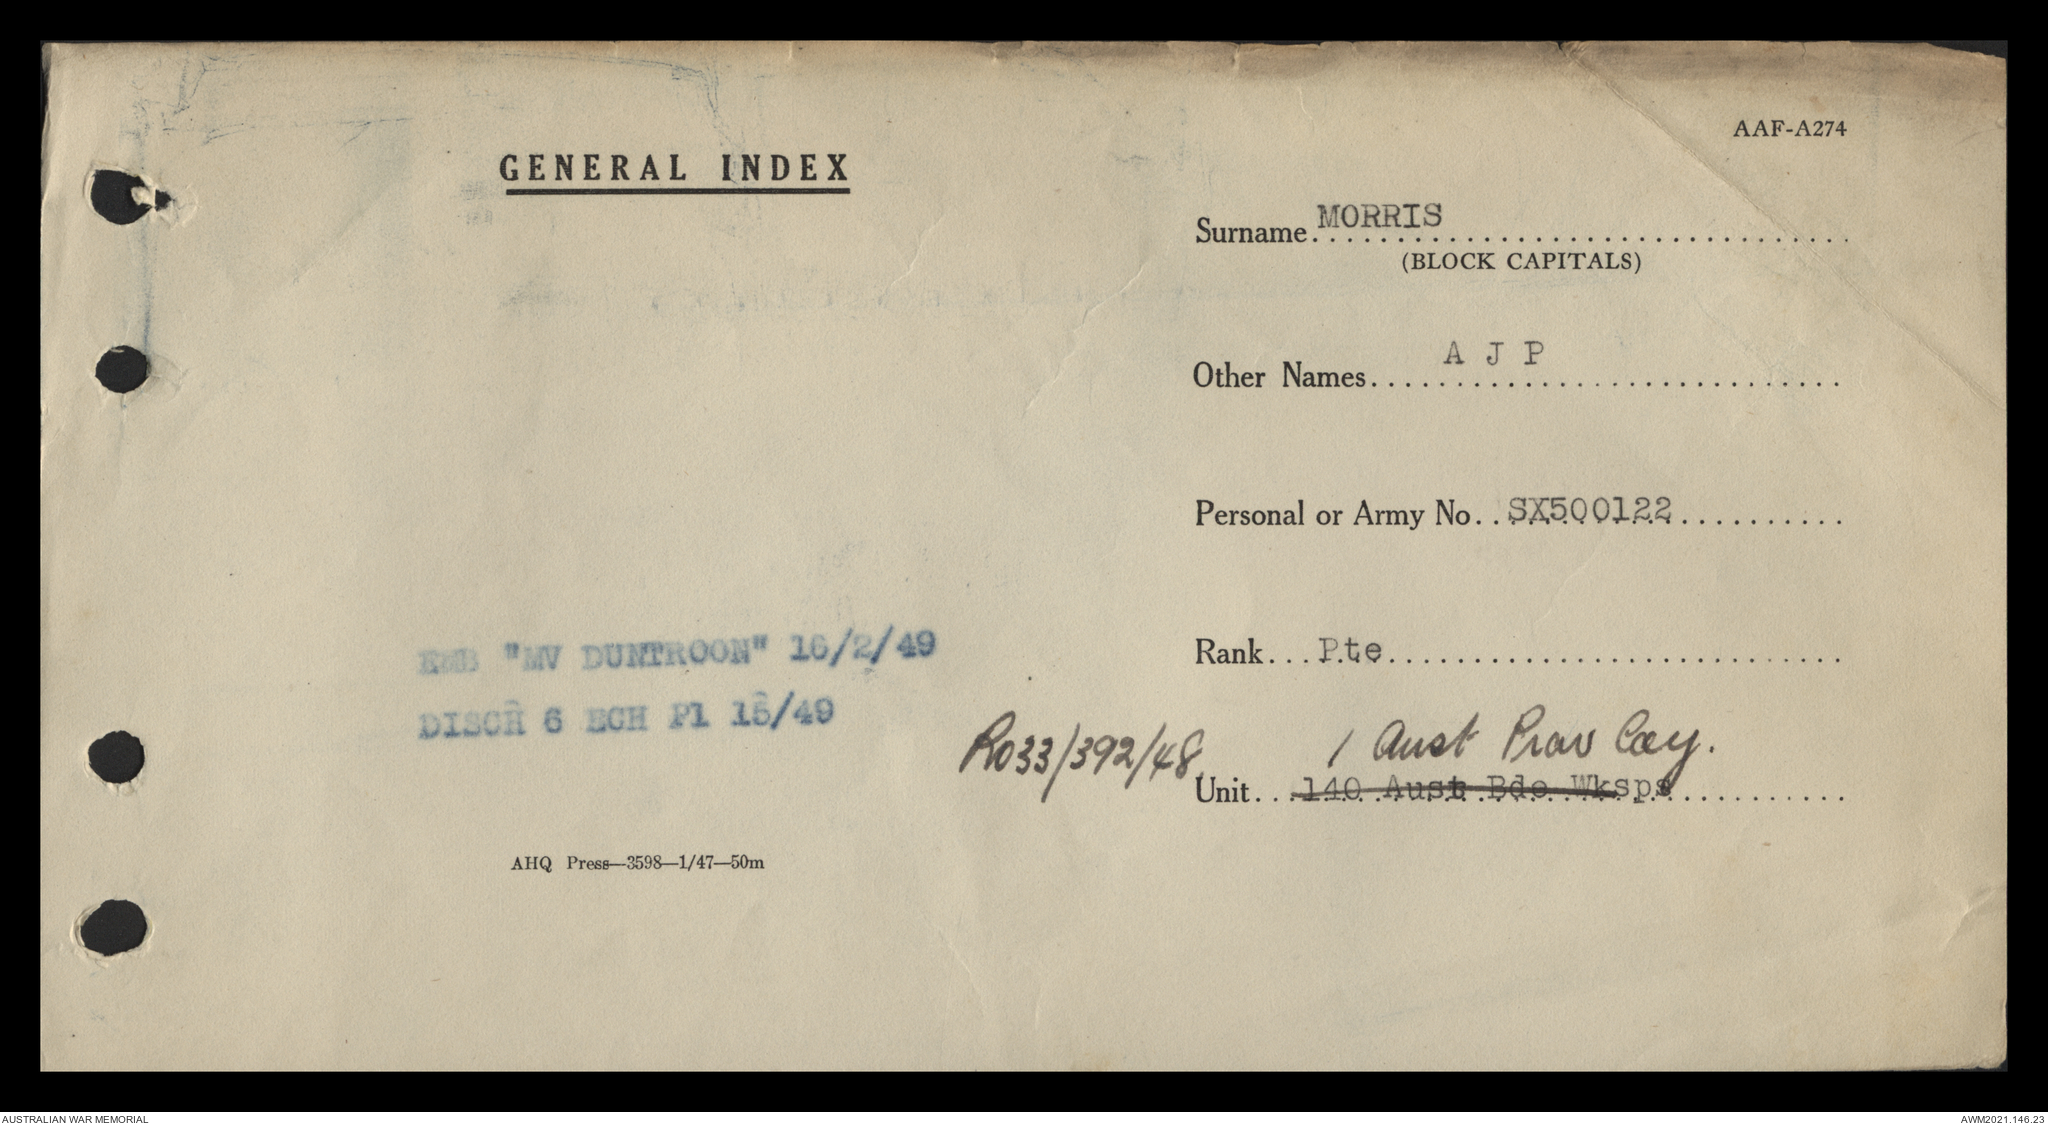 AAF-A274
GENERAL INDEX
Surname MORRIS
(BLOCK CAPITALS)
Other Names A J P
Personal or Army No. SX500122
Rank Pte
EMB "MV DUNTROON" 16/2/49
DISCH 6 ECH Pl 15/49
RO33/392/48
1 Aust Prov Coy.
Unit 140 Aust Bde Wksps
AHQ Press—3598—1/47—50m
AUSTRALIAN WAR MEMORIAL
AWM2021.146.23